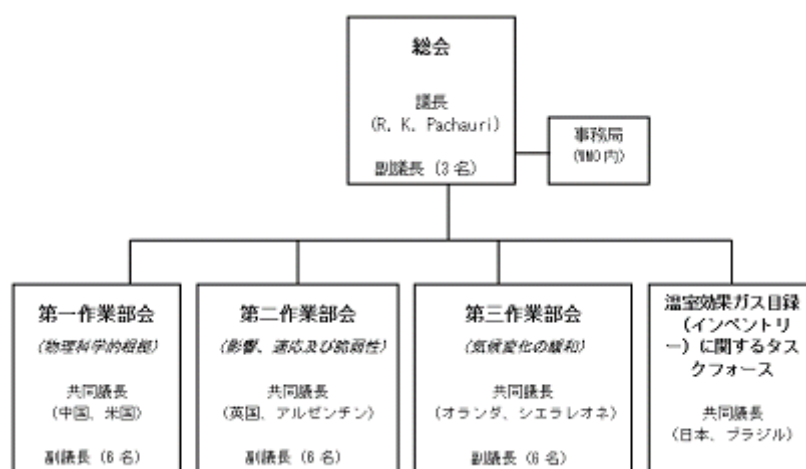 総会
議長
(R. K. Pachauri)
副議長 (3 名)
事務局
(WMO 内)
第一作業部会
(物理科学的根拠)
共同議長
(中国、米国)
副議長 (6 名)
第二作業部会
(影響、適応及び脆弱性)
共同議長
(英国、アルゼンチン)
副議長 (6 名)
第三作業部会
(気候変化の緩和)
共同議長
(オランダ、シエラレオネ)
副議長 (6 名)
温室効果ガス目録
(インベントリ
ー) に関するタス
クフォース
共同議長
(日本、ブラジル)